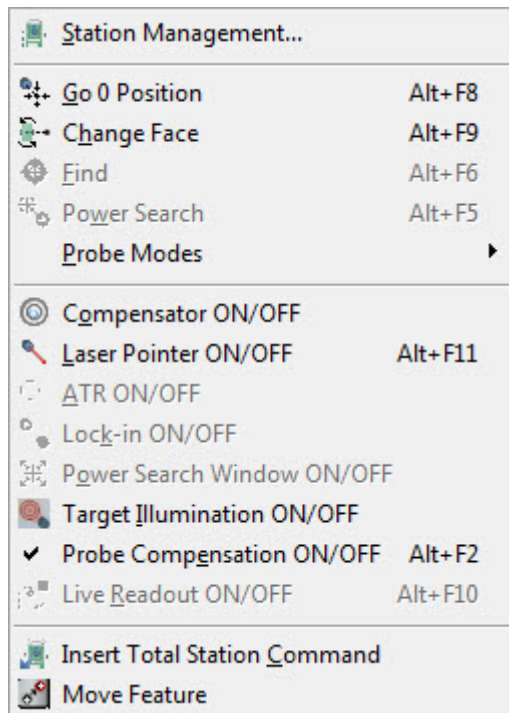 Station Management...
Go 0 Position Alt+F8
Change Face Alt+F9
Find Alt+F6
Power Search Alt+F5
Probe Modes
Compensator ON/OFF
Laser Pointer ON/OFF Alt+F11
ATR ON/OFF
Lock-in ON/OFF
Power Search Window ON/OFF
Target Illumination ON/OFF
Probe Compensation ON/OFF Alt+F2
Live Readout ON/OFF Alt+F10
Insert Total Station Command
Move Feature